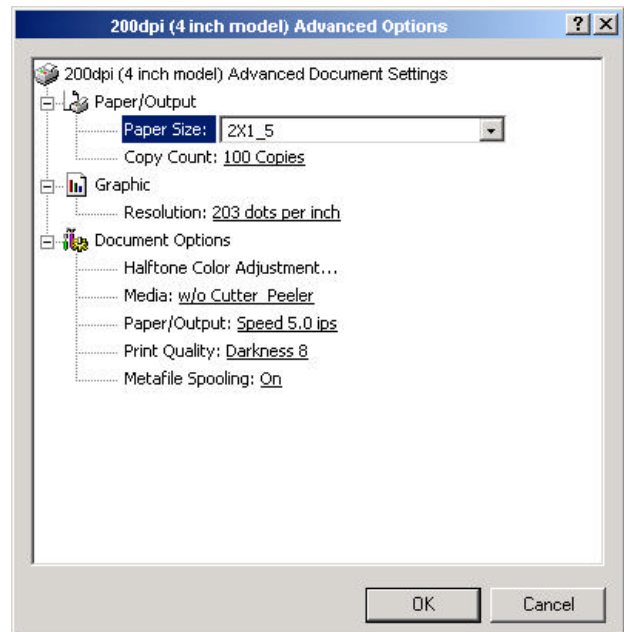 200dpi (4 inch model) Advanced Options
200dpi (4 inch model) Advanced Document Settings
Paper/Output
Paper Size: 2X1_5
Copy Count: 100 Copies
Graphic
Resolution: 203 dots per inch
Document Options
Halftone Color Adjustment...
Media: w/o Cutter_Peeler
Paper/Output: Speed 5.0 ips
Print Quality: Darkness 8
Metafile Spooling: On
OK Cancel